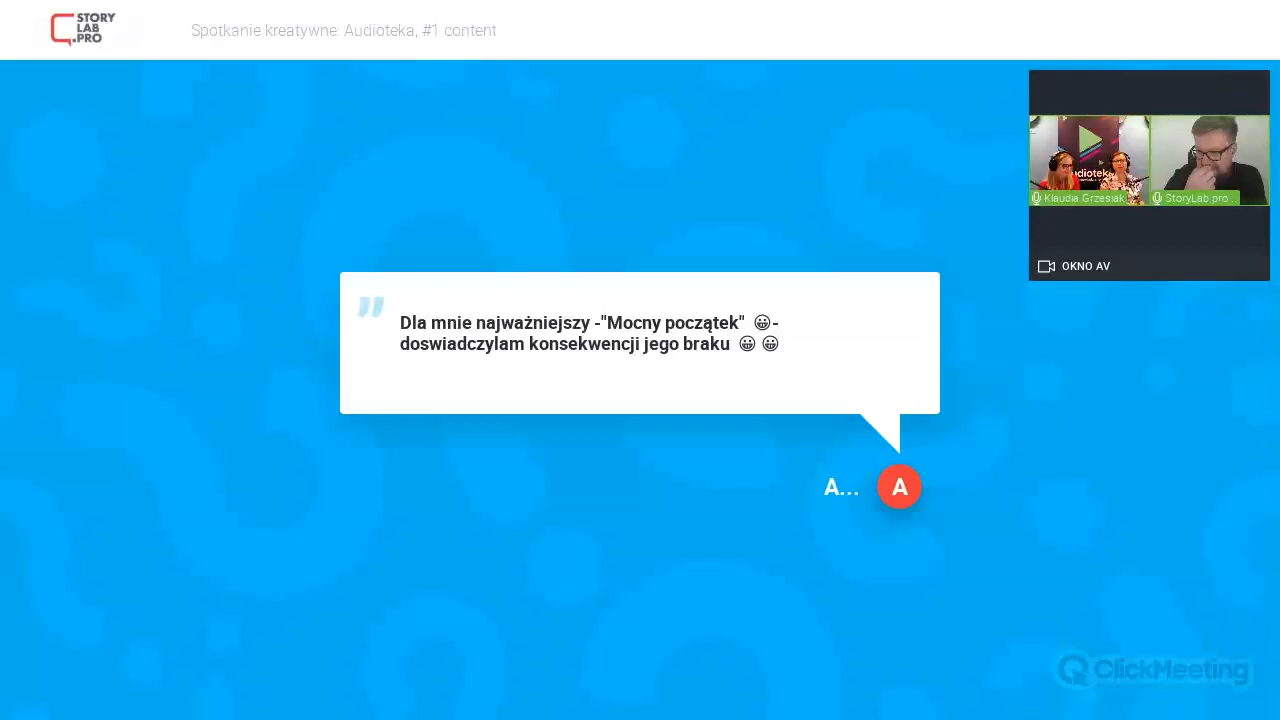 STORY
LAB
.PRO
Spotkanie kreatywne: Audioteka, #1 content
Dla mnie najważniejszy -"Mocny początek" 😀-
doswiadczylam konsekwencji jego braku 😀 😀
A...
A
Klaudia Grzesiak
StoryLab.pro ...
OKNO AV
ClickMeeting